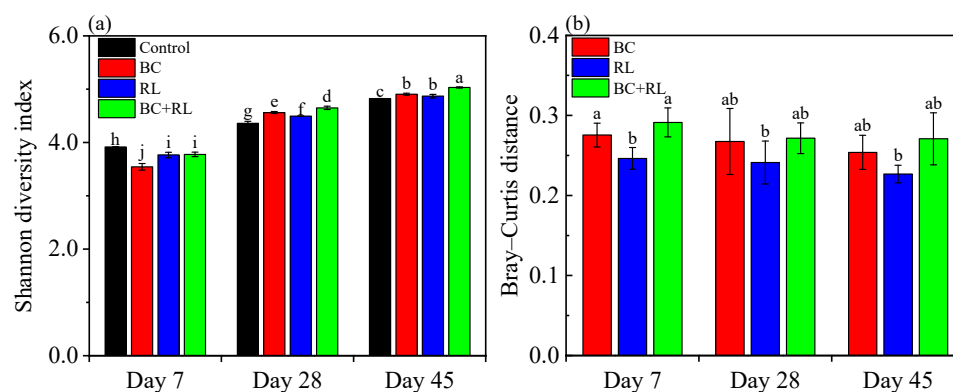 (a)
Shannon diversity index
6.0
4.0
2.0
0.0
Control
BC
RL
BC+RL
h
j
i
i
g
e
f
d
c
b
b
a
Day 7
Day 28
Day 45
(b)
Bray–Curtis distance
0.4
0.3
0.2
0.1
0.0
BC
RL
BC+RL
a
b
a
ab
b
ab
ab
b
ab
Day 7
Day 28
Day 45